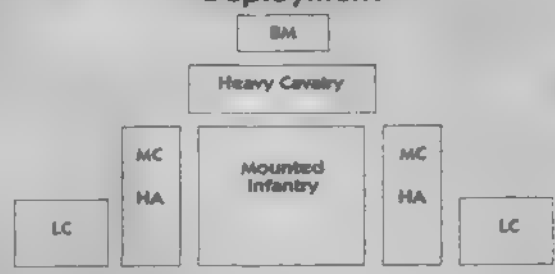 Deployment
BM
Heavy Cavalry
MC
HA
Mounted
Infantry
MC
HA
LC
LC